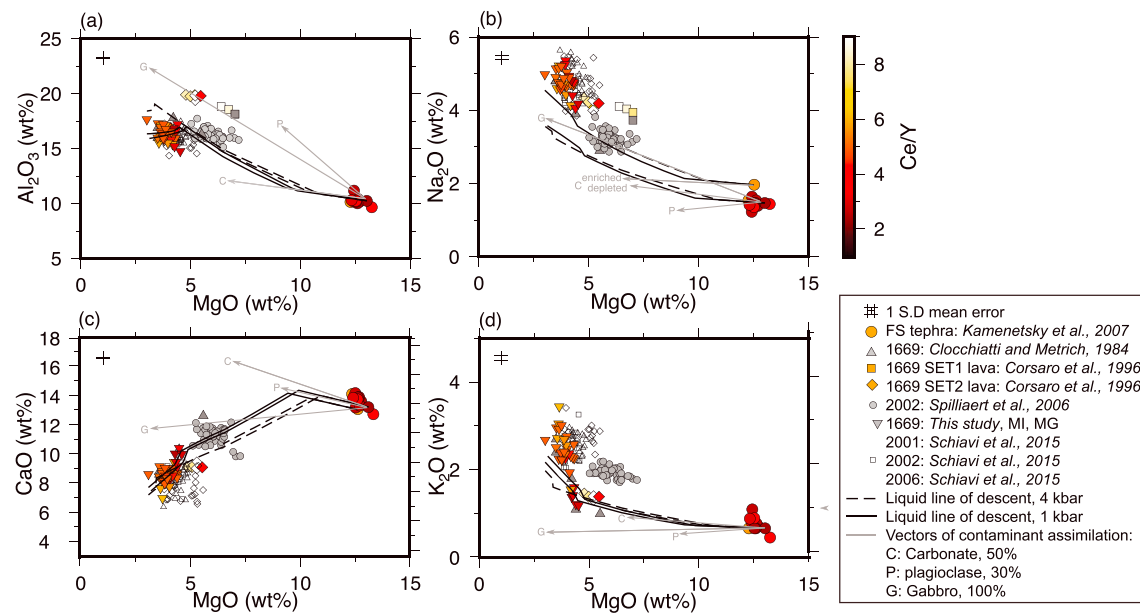 (a)
25
20
15
10
5
Al2O3 (wt%)
G
P
C
0
5
10
15
MgO (wt%)
(b)
6
4
2
0
Na2O (wt%)
G
enriched
C depleted
P
0
5
10
15
MgO (wt%)
8
6
4
2
Ce/Y
(c)
18
16
14
12
10
8
6
4
CaO (wt%)
C
P
G
0
5
10
15
MgO (wt%)
(d)
4
2
0
K2O (wt%)
C
G
P
0
5
10
15
MgO (wt%)
1 S.D mean error
FS tephra: Kamenetsky et al., 2007
1669: Clocchiatti and Metrich, 1984
1669 SET1 lava: Corsaro et al., 1996
1669 SET2 lava: Corsaro et al., 1996
2002: Spilliaert et al., 2006
1669: This study, MI, MG
2001: Schiavi et al., 2015
2002: Schiavi et al., 2015
2006: Schiavi et al., 2015
Liquid line of descent, 4 kbar
Liquid line of descent, 1 kbar
Vectors of contaminant assimilation:
C: Carbonate, 50%
P: plagioclase, 30%
G: Gabbro, 100%